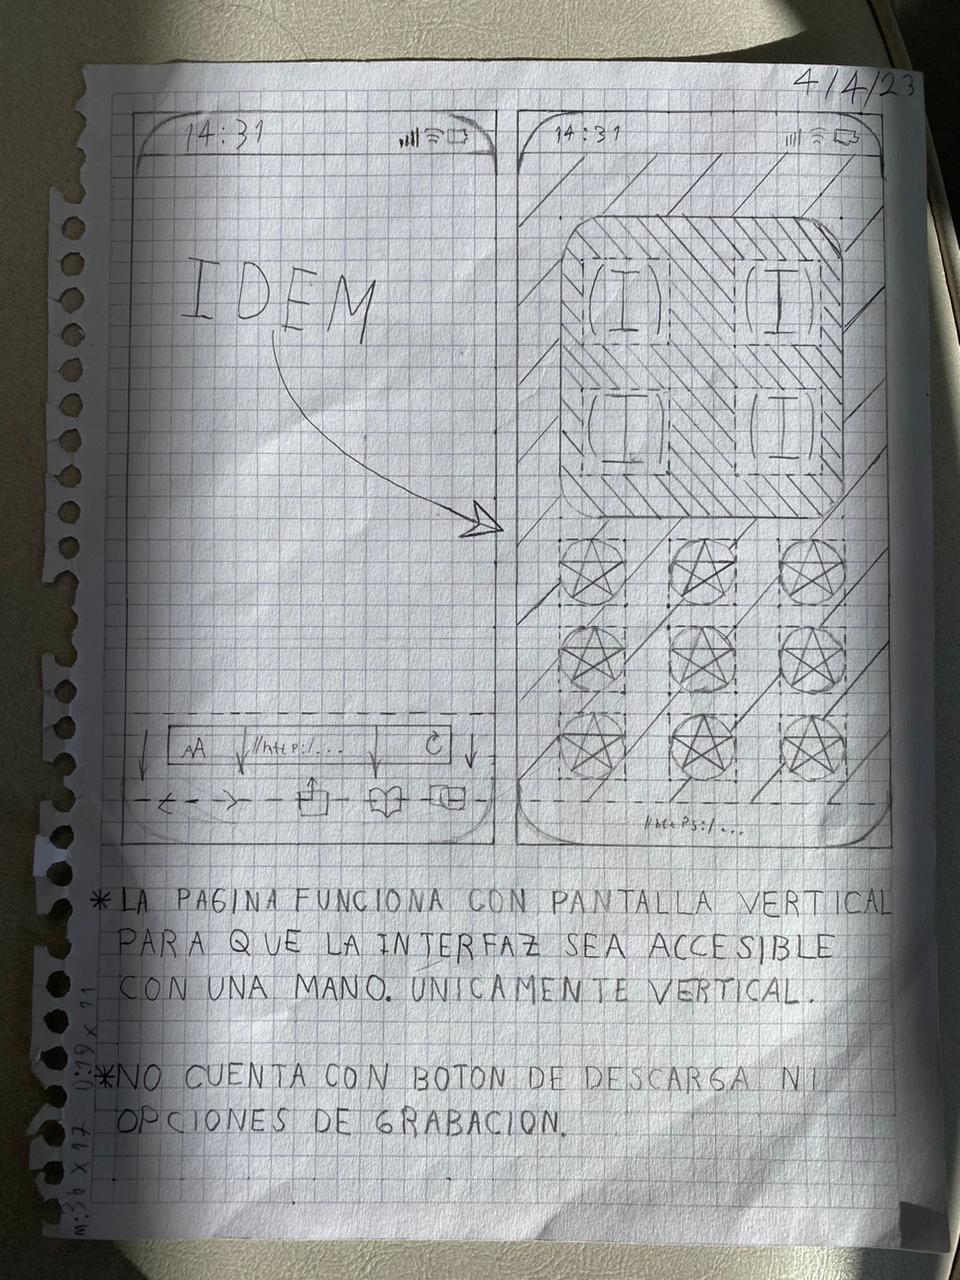 4/4/23
14:31
14:31
IDEM
(I) (I)
(I) (I)
AA //http:/...
//https:/...
* LA PAGINA FUNCIONA CON PANTALLA VERTICAL
PARA QUE LA INTERFAZ SEA ACCESIBLE
CON UNA MANO. UNICAMENTE VERTICAL.
* NO CUENTA CON BOTON DE DESCARGA NI
OPCIONES DE GRABACION.
m:36 x 17 D:19 x 11